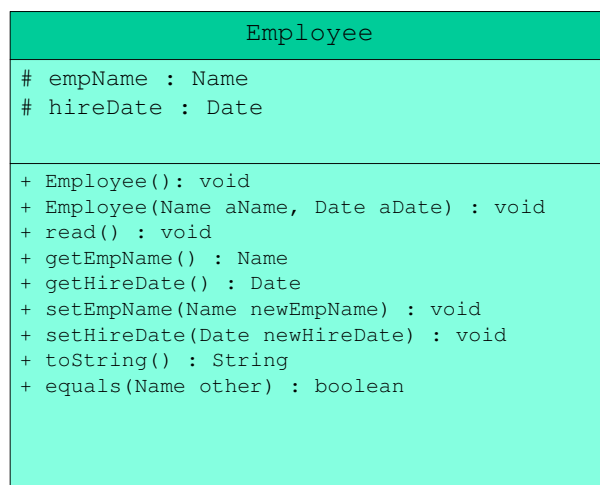 Employee
# empName : Name
# hireDate : Date
+ Employee(): void
+ Employee(Name aName, Date aDate) : void
+ read() : void
+ getEmpName() : Name
+ getHireDate() : Date
+ setEmpName(Name newEmpName) : void
+ setHireDate(Date newHireDate) : void
+ toString() : String
+ equals(Name other) : boolean